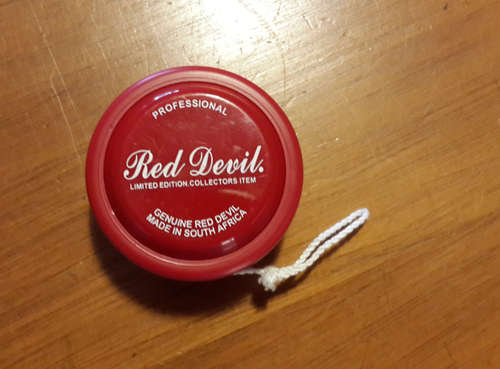 PROFESSIONAL
Red Devil.
LIMITED EDITION.COLLECTORS ITEM
GENUINE RED DEVIL
MADE IN SOUTH AFRICA